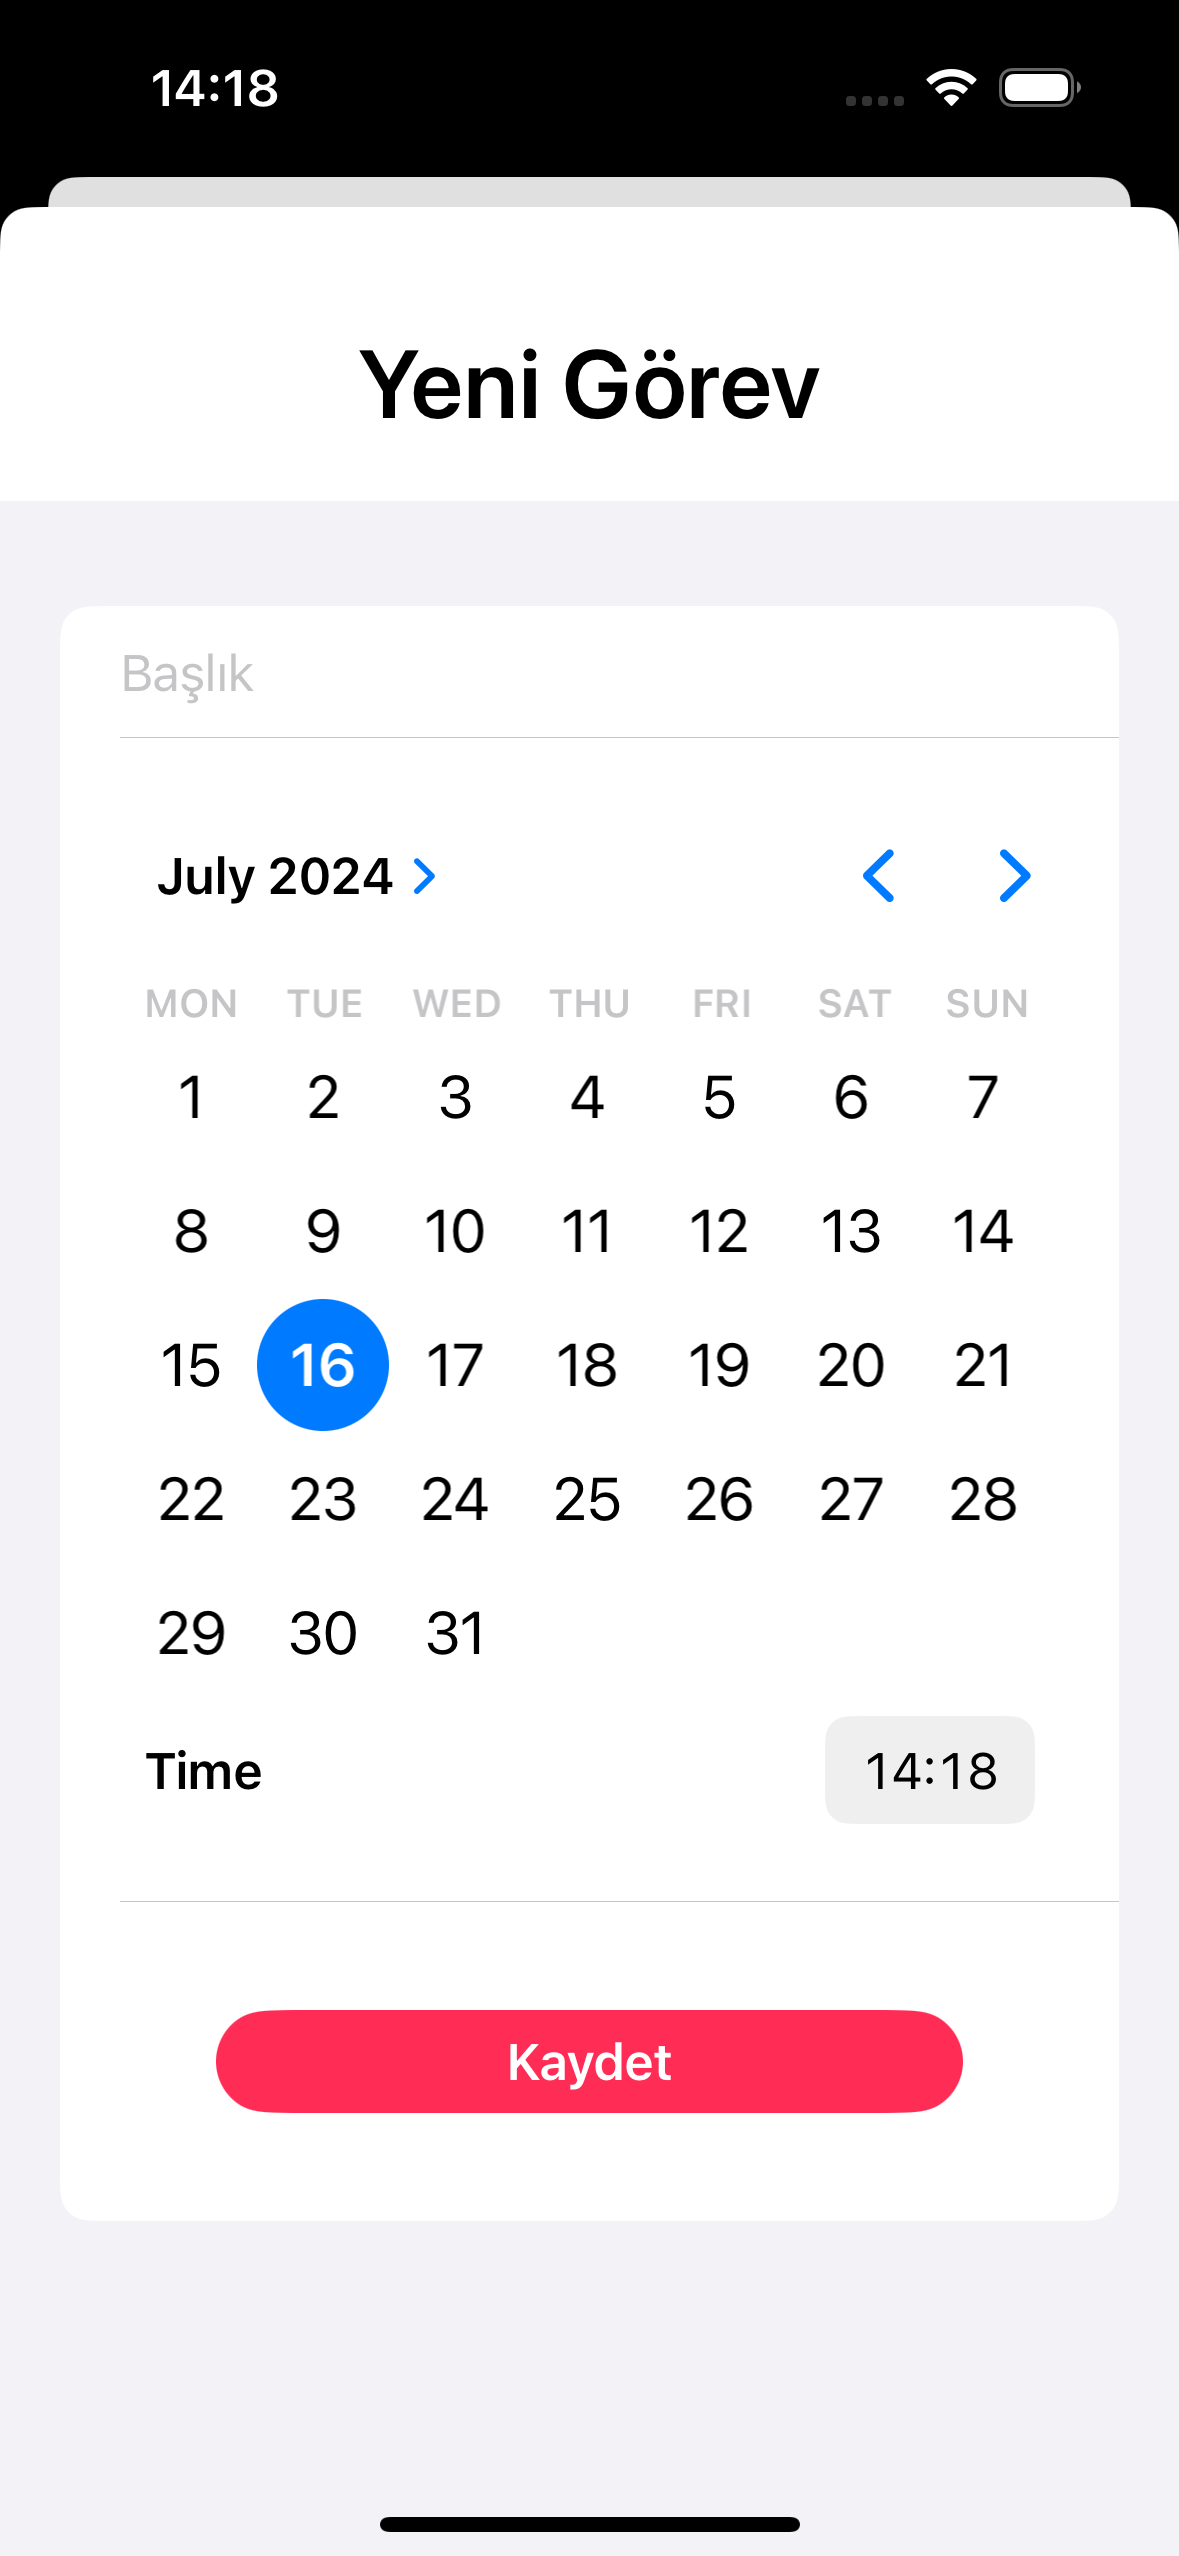 14:18
Yeni Görev
Başlık
July 2024
MON TUE WED THU FRI SAT SUN
1 2 3 4 5 6 7
8 9 10 11 12 13 14
15 16 17 18 19 20 21
22 23 24 25 26 27 28
29 30 31
Time 14:18
Kaydet